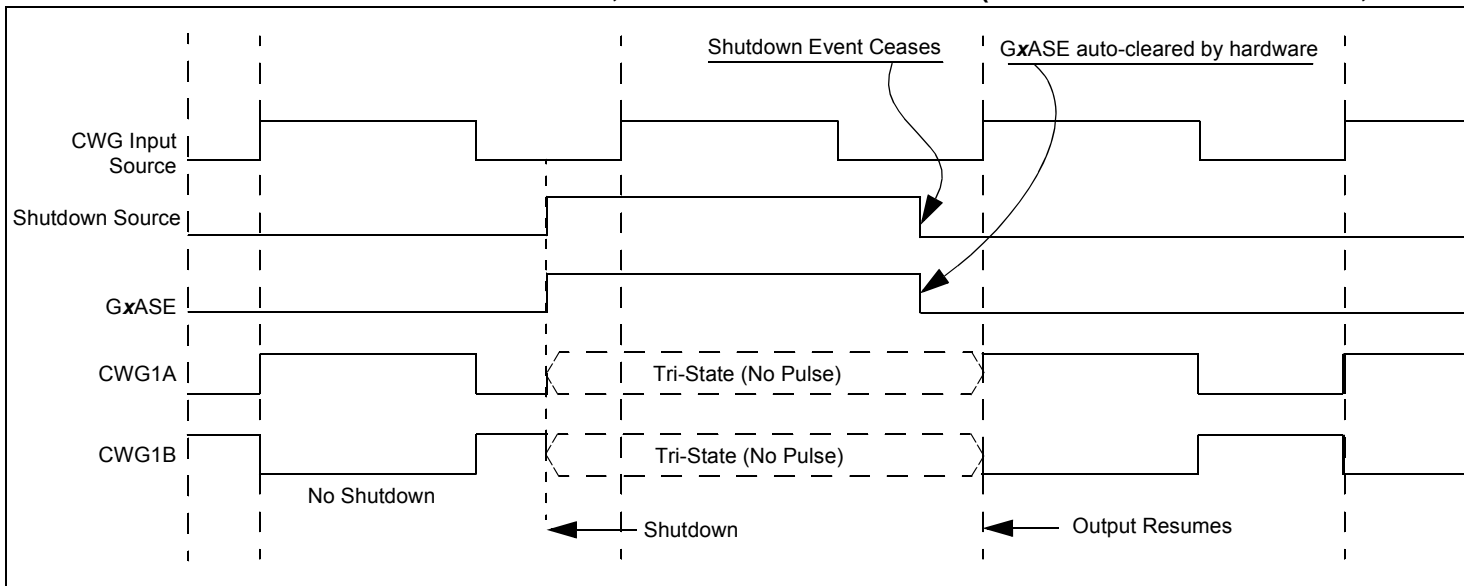 Shutdown Event Ceases
GxASE auto-cleared by hardware
CWG Input
Source
Shutdown Source
GxASE
CWG1A
Tri-State (No Pulse)
CWG1B
Tri-State (No Pulse)
No Shutdown
Shutdown
Output Resumes